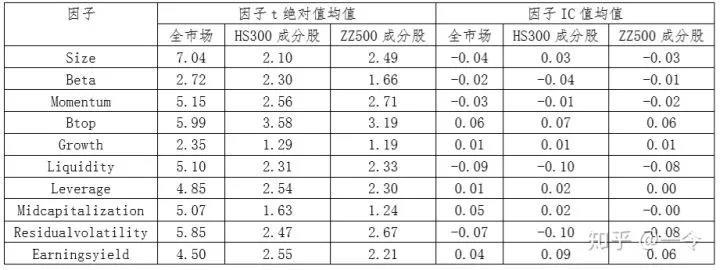 因子 因子 t 绝对值均值 因子 IC 值均值
全市场 HS300 成分股 ZZ500 成分股 全市场 HS300 成分股 ZZ500 成分股
Size 7.04 2.10 2.49 -0.04 0.03 -0.03
Beta 2.72 2.30 1.66 -0.02 -0.04 -0.01
Momentum 5.15 2.56 2.71 -0.03 -0.01 -0.02
Btop 5.99 3.58 3.19 0.06 0.07 0.06
Growth 2.35 1.29 1.19 0.01 0.01 0.01
Liquidity 5.10 2.31 2.33 -0.09 -0.10 -0.08
Leverage 4.85 2.54 2.30 0.01 0.02 0.00
Midcapitalization 5.07 1.63 1.24 0.05 0.02 -0.00
Residualvolatility 5.85 2.47 2.67 -0.07 -0.10 -0.08
Earningsyield 4.50 2.55 2.21 0.04 0.09 0.06
知乎 @一令